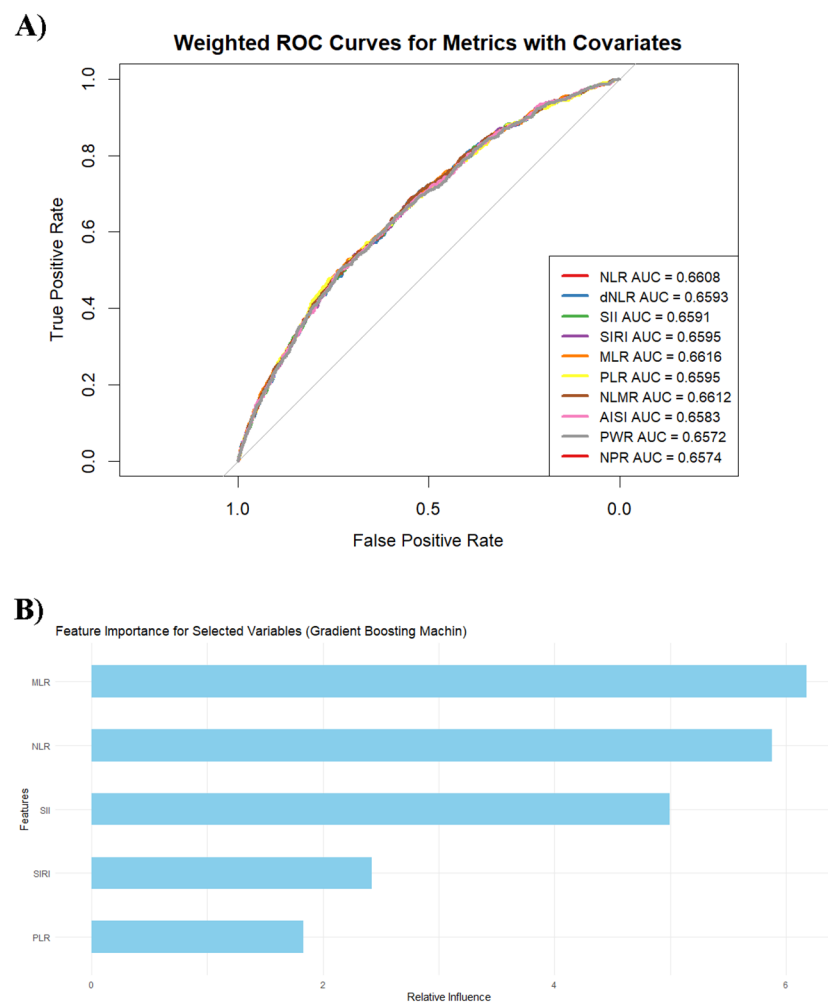 A)
Weighted ROC Curves for Metrics with Covariates
True Positive Rate
1.0
0.8
0.6
0.4
0.2
0.0
NLR AUC = 0.6608
dNLR AUC = 0.6593
SII AUC = 0.6591
SIRI AUC = 0.6595
MLR AUC = 0.6616
PLR AUC = 0.6595
NLMR AUC = 0.6612
AISI AUC = 0.6583
PWR AUC = 0.6572
NPR AUC = 0.6574
1.0 0.5 0.0
False Positive Rate
B)
Feature Importance for Selected Variables (Gradient Boosting Machin)
Features
MLR
NLR
SII
SIRI
PLR
0 2 4 6
Relative Influence